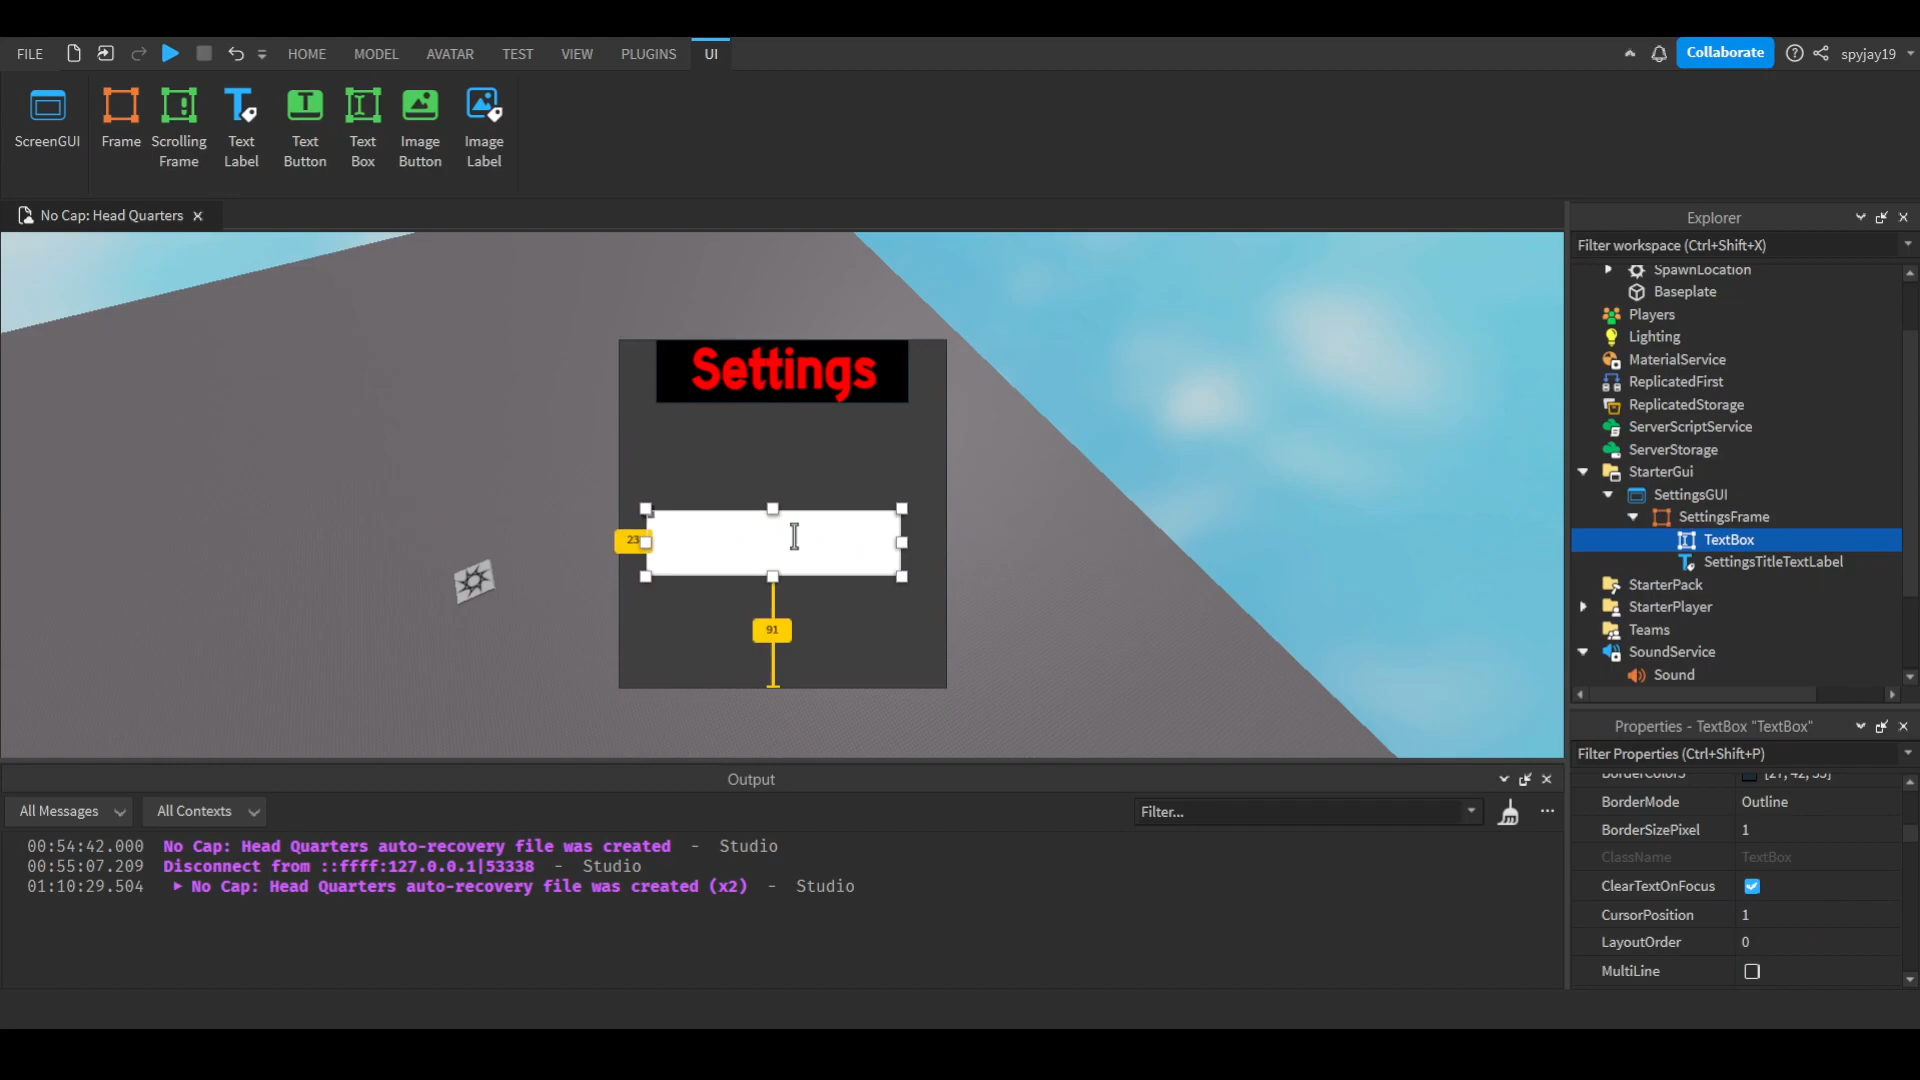 FILE HOME MODEL AVATAR TEST VIEW PLUGINS UI Collaborate spyjay19
ScreenGUI Frame Scrolling Frame Text Label Text Button Text Box Image Button Image Label
No Cap: Head Quarters
Explorer
Filter workspace (Ctrl+Shift+X)
SpawnLocation
Baseplate
Players
Lighting
MaterialService
ReplicatedFirst
ReplicatedStorage
ServerScriptService
ServerStorage
StarterGui
SettingsGUI
SettingsFrame
TextBox
SettingsTitleTextLabel
StarterPack
StarterPlayer
Teams
SoundService
Sound
Settings
23
91
Properties - TextBox "TextBox"
Filter Properties (Ctrl+Shift+P)
BorderMode Outline
BorderSizePixel 1
ClassName TextBox
ClearTextOnFocus
CursorPosition 1
LayoutOrder 0
MultiLine
Output
All Messages All Contexts Filter...
00:54:42.000 No Cap: Head Quarters auto-recovery file was created - Studio
00:55:07.209 Disconnect from ::ffff:127.0.0.1|53338 - Studio
01:10:29.504 No Cap: Head Quarters auto-recovery file was created (x2) - Studio